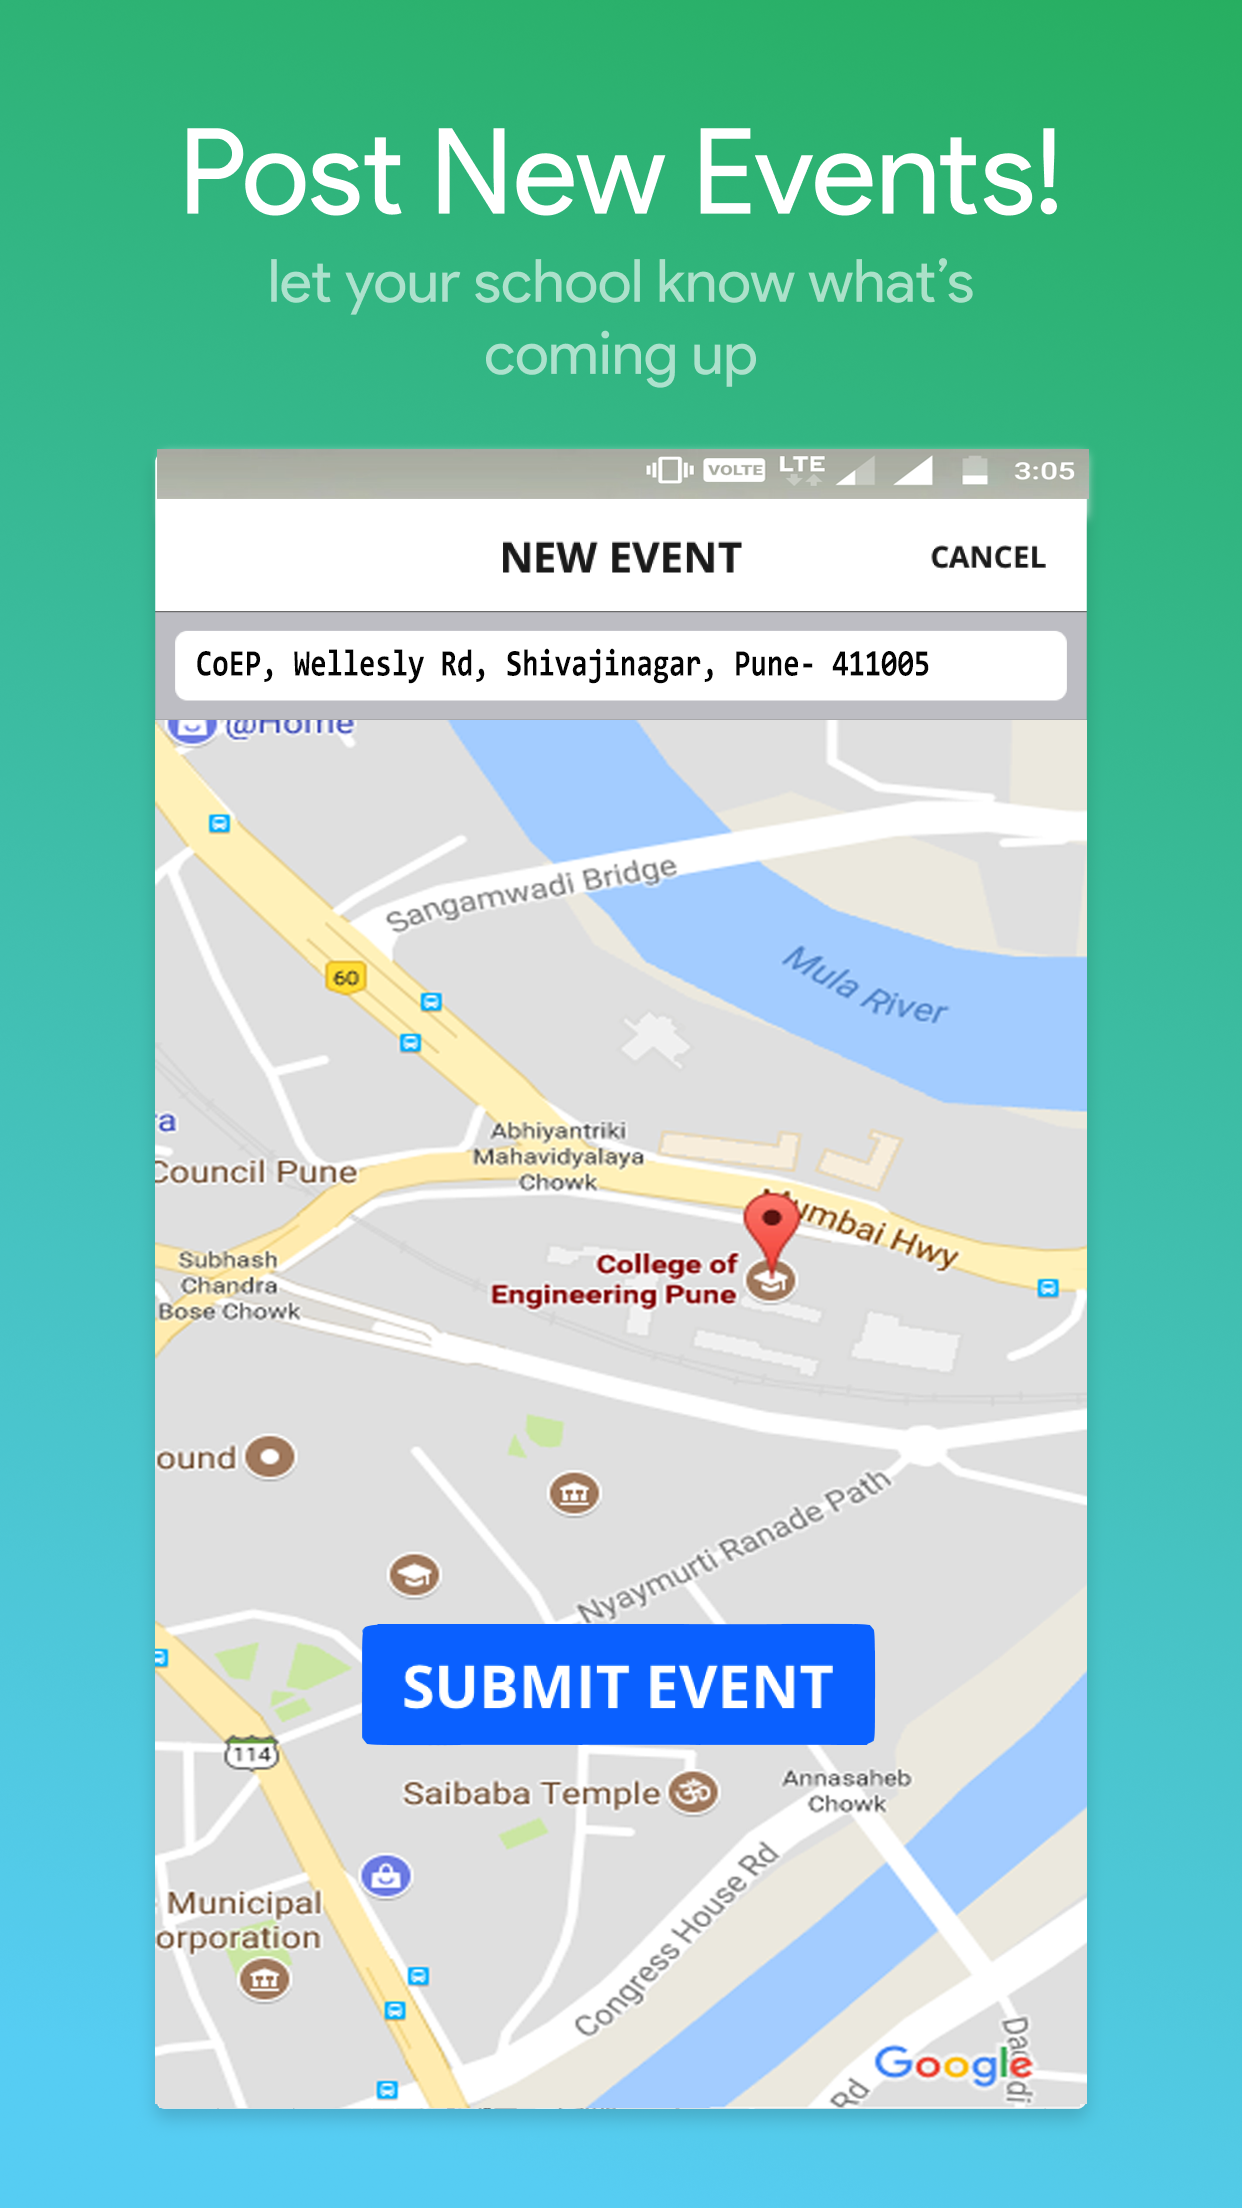 Post New Events!
let your school know what's
coming up
VOLTE
LTE
3:05
NEW EVENT
CANCEL
CoEP, Wellesly Rd, Shivajinagar, Pune- 411005
@Home
Sangamwadi Bridge
60
Mula River
Abhiyantriki
Mahavidyalaya
Chowk
Council Pune
Mumbai Hwy
Subhash
Chandra
Bose Chowk
College of
Engineering Pune
ound
Nyaymurti Ranade Path
SUBMIT EVENT
114
Saibaba Temple
Annasaheb
Chowk
Municipal
orporation
Congress House Rd
Rd
Google